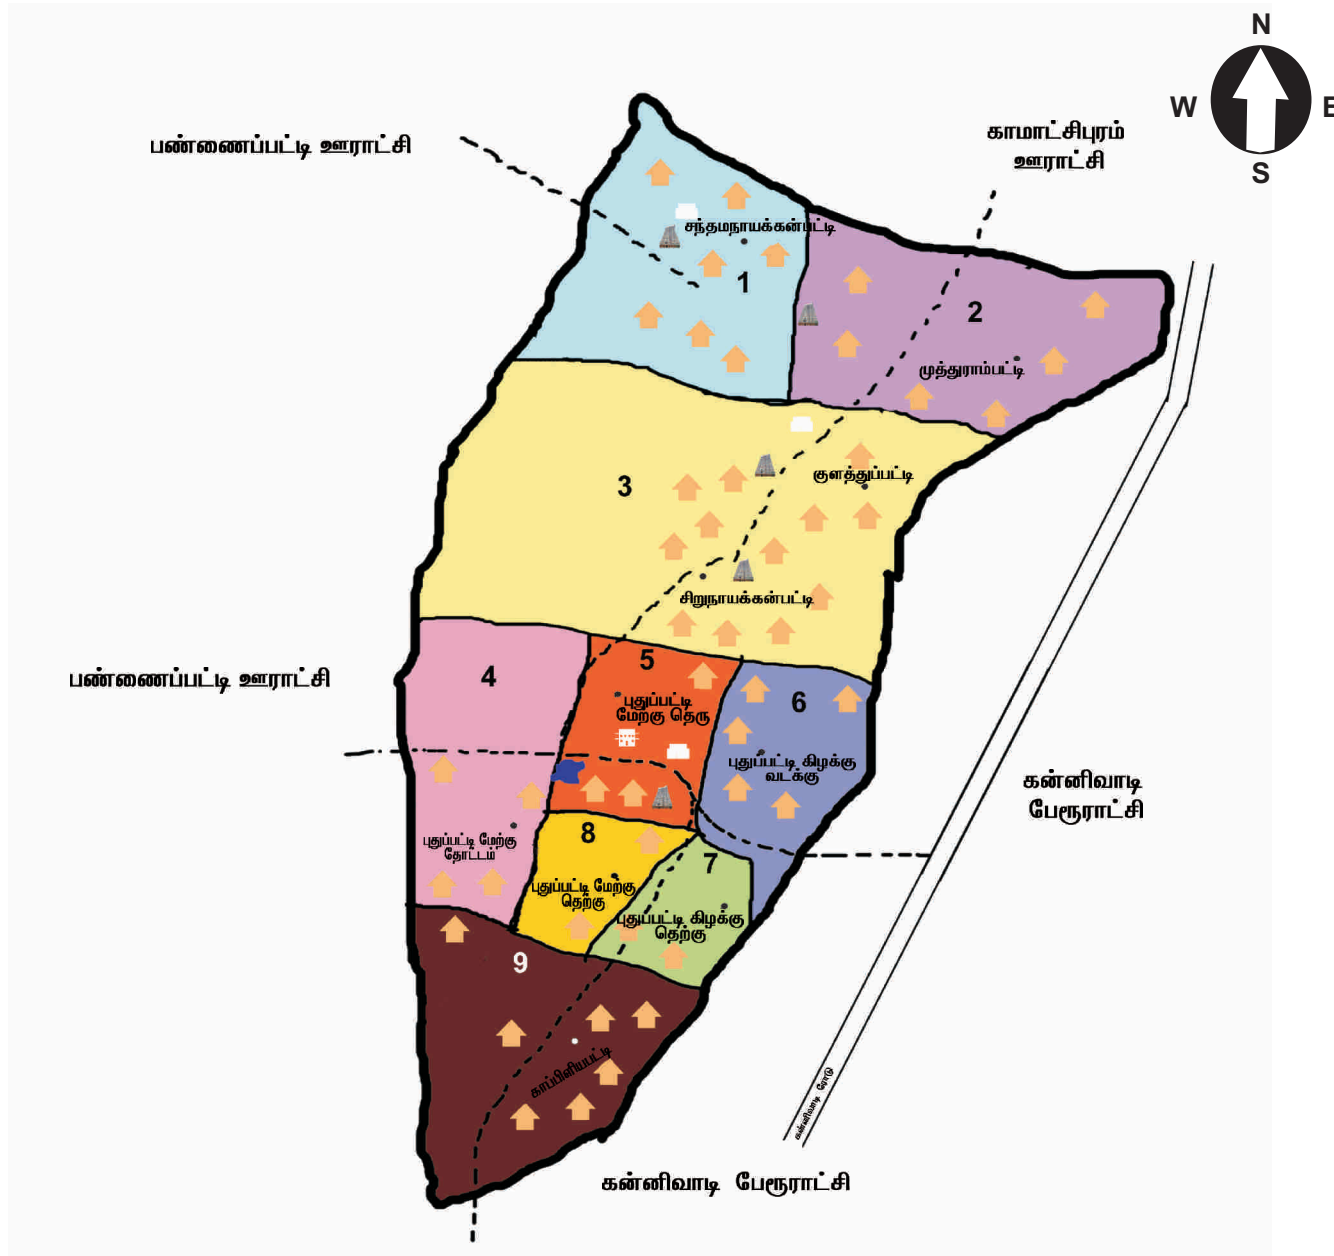 N
W
E
S
பண்ணைப்பட்டி ஊராட்சி
காமாட்சிபுரம்
ஊராட்சி
சந்தமநாயக்கன்பட்டி
1
2
முத்துராம்பட்டி
3
குளத்துப்பட்டி
சிறுநாயக்கன்பட்டி
பண்ணைப்பட்டி ஊராட்சி
4
5
புதுப்பட்டி
மேற்கு தெரு
6
புதுப்பட்டி கிழக்கு
வடக்கு
கன்னிவாடி
பேரூராட்சி
புதுப்பட்டி மேற்கு
தோட்டம்
8
புதுப்பட்டி மேற்கு
தெற்கு
7
புதுப்பட்டி கிழக்கு
தெற்கு
9
காப்பிளியபட்டி
கன்னிவாடி ரோடு
கன்னிவாடி பேரூராட்சி